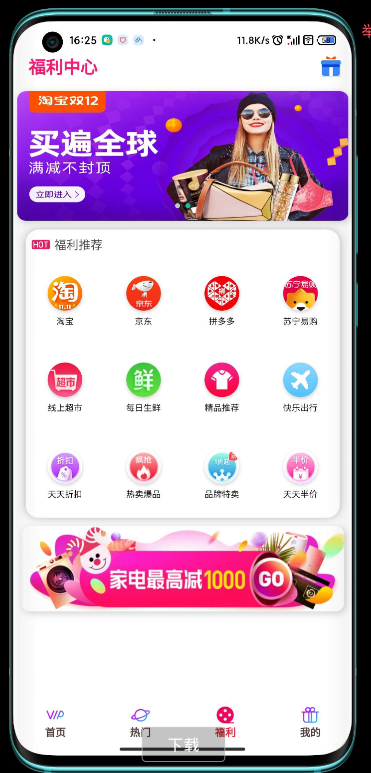 16:25
11.8K/s
58
福利中心
淘宝双12
买遍全球
满减不封顶
立即进入 >
HOT 福利推荐
淘
11.11
京东
苏宁易购
淘宝
京东
拼多多
苏宁易购
超市
鲜
线上超市
每日生鲜
精品推荐
快乐出行
折扣
疯抢
半价
天天折扣
热卖爆品
品牌特卖
天天半价
家电最高减1000 GO
VIP
首页
热门
福利
我的
下载